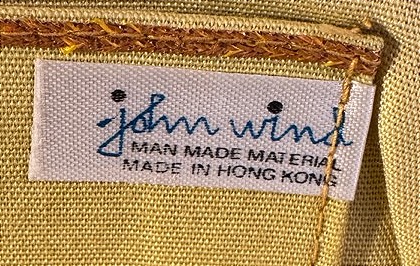 john wind
MAN MADE MATERIAL
MADE IN HONG KONG